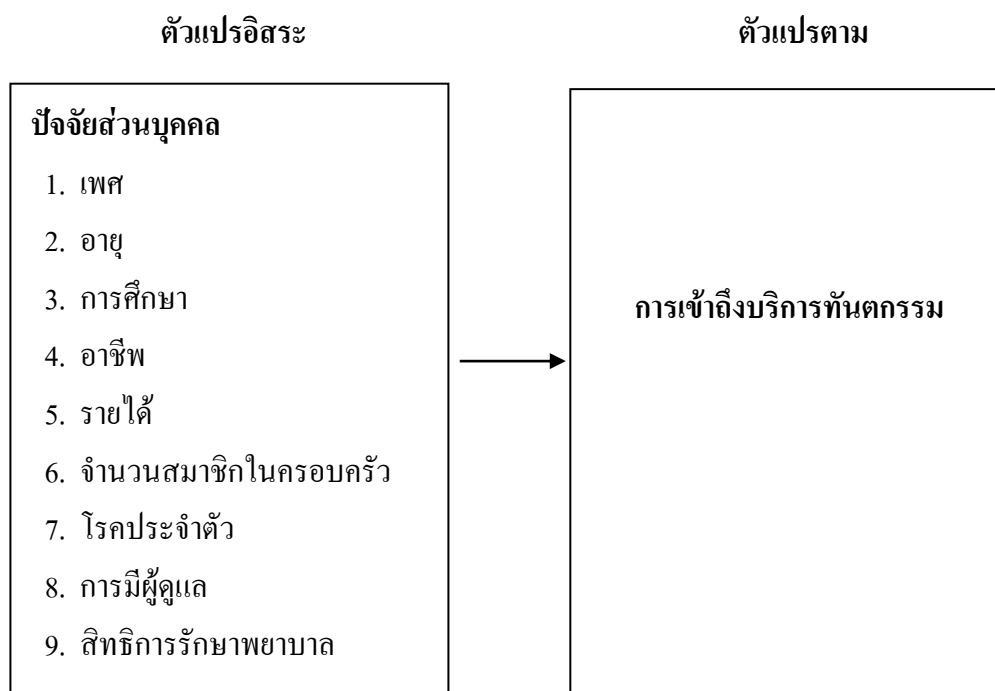 ตัวแปรอิสระ
ตัวแปรตาม
ปัจจัยส่วนบุคคล
1. เพศ
2. อายุ
3. การศึกษา
4. อาชีพ
5. รายได้
6. จำนวนสมาชิกในครอบครัว
7. โรคประจำตัว
8. การมีผู้ดูแล
9. สิทธิการรักษาพยาบาล
การเข้าถึงบริการทันตกรรม